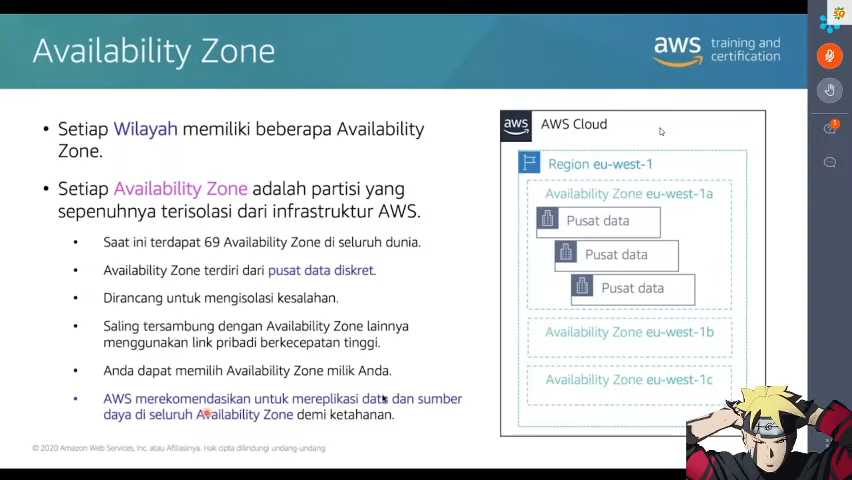 Availability Zone
aws training and
certification
• Setiap Wilayah memiliki beberapa Availability
Zone.
• Setiap Availability Zone adalah partisi yang
sepenuhnya terisolasi dari infrastruktur AWS.
• Saat ini terdapat 69 Availability Zone di seluruh dunia.
• Availability Zone terdiri dari pusat data diskret.
• Dirancang untuk mengisolasi kesalahan.
• Saling tersambung dengan Availability Zone lainnya
menggunakan link pribadi berkecepatan tinggi.
• Anda dapat memilih Availability Zone milik Anda.
• AWS merekomendasikan untuk mereplikasi data dan sumber
daya di seluruh Availability Zone demi ketahanan.
aws AWS Cloud
Region eu-west-1
Availability Zone eu-west-1a
Pusat data
Pusat data
Pusat data
Availability Zone eu-west-1b
Availability Zone eu-west-1c
© 2020 Amazon Web Services, Inc. atau Afiliasinya. Hak cipta dilindungi undang-undang.
1